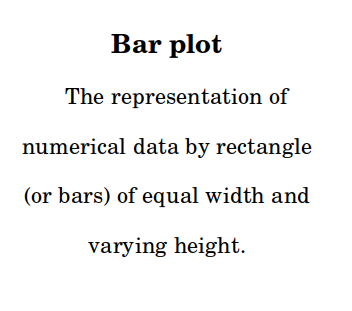 Bar plot
The representation of
numerical data by rectangle
(or bars) of equal width and
varying height.